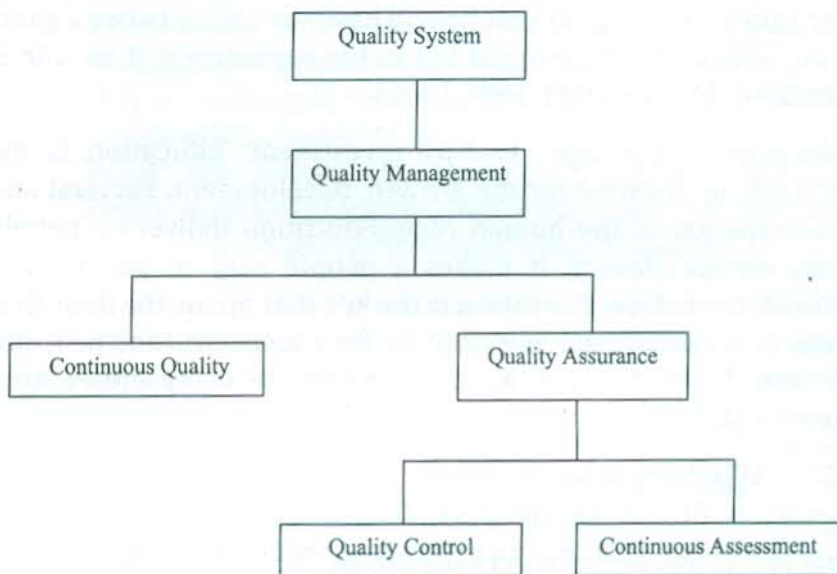 Quality System
Quality Management
Continuous Quality
Quality Assurance
Quality Control
Continuous Assessment